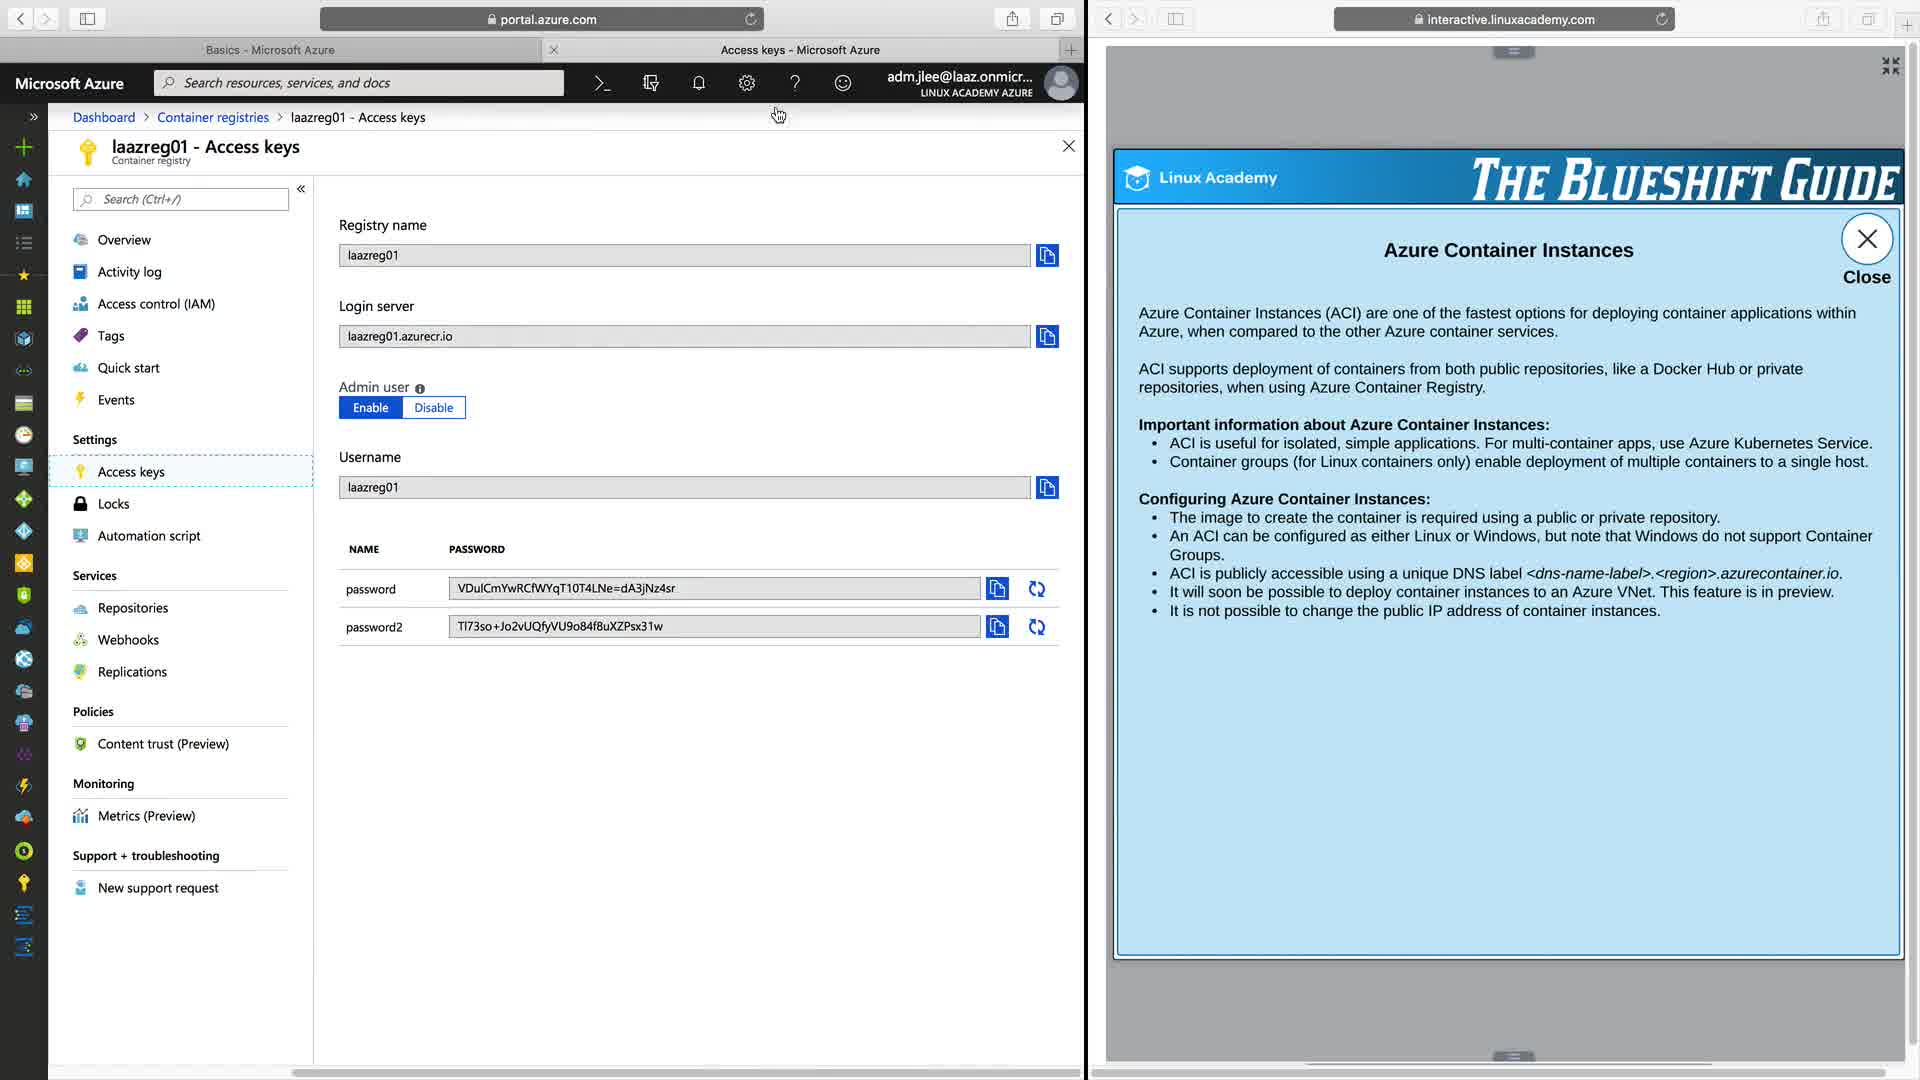 portal.azure.com
Basics - Microsoft Azure
Access keys - Microsoft Azure
Microsoft Azure
Search resources, services, and docs
adm.jlee@laaz.onmicr...
LINUX ACADEMY AZURE
Dashboard > Container registries > laazreg01 - Access keys
laazreg01 - Access keys
Container registry
Search (Ctrl+/)
Overview
Activity log
Access control (IAM)
Tags
Quick start
Events
Settings
Access keys
Locks
Automation script
Services
Repositories
Webhooks
Replications
Policies
Content trust (Preview)
Monitoring
Metrics (Preview)
Support + troubleshooting
New support request
Registry name
laazreg01
Login server
laazreg01.azurecr.io
Admin user
Enable Disable
Username
laazreg01
NAME PASSWORD
password VDulCmYwRCfWYqT10T4LNe=dA3jNz4sr
password2 Tl73so+Jo2vUQfyVU9o84f8uXZPsx31w
interactive.linuxacademy.com
Linux Academy
THE BLUESHIFT GUIDE
Azure Container Instances
Close
Azure Container Instances (ACI) are one of the fastest options for deploying container applications within
Azure, when compared to the other Azure container services.
ACI supports deployment of containers from both public repositories, like a Docker Hub or private
repositories, when using Azure Container Registry.
Important information about Azure Container Instances:
• ACI is useful for isolated, simple applications. For multi-container apps, use Azure Kubernetes Service.
• Container groups (for Linux containers only) enable deployment of multiple containers to a single host.
Configuring Azure Container Instances:
• The image to create the container is required using a public or private repository.
• An ACI can be configured as either Linux or Windows, but note that Windows do not support Container
Groups.
• ACI is publicly accessible using a unique DNS label <dns-name-label>.<region>.azurecontainer.io.
• It will soon be possible to deploy container instances to an Azure VNet. This feature is in preview.
• It is not possible to change the public IP address of container instances.